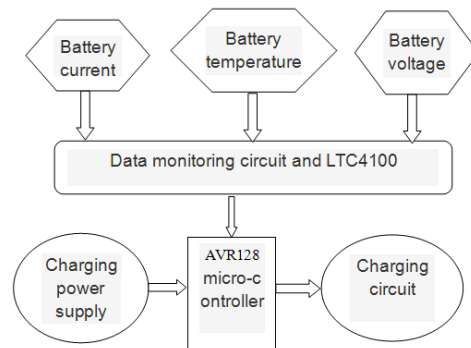 Battery
current
Battery
temperature
Battery
voltage
Data monitoring circuit and LTC4100
Charging
power
supply
AVR128
micro-c
ontroller
Charging
circuit